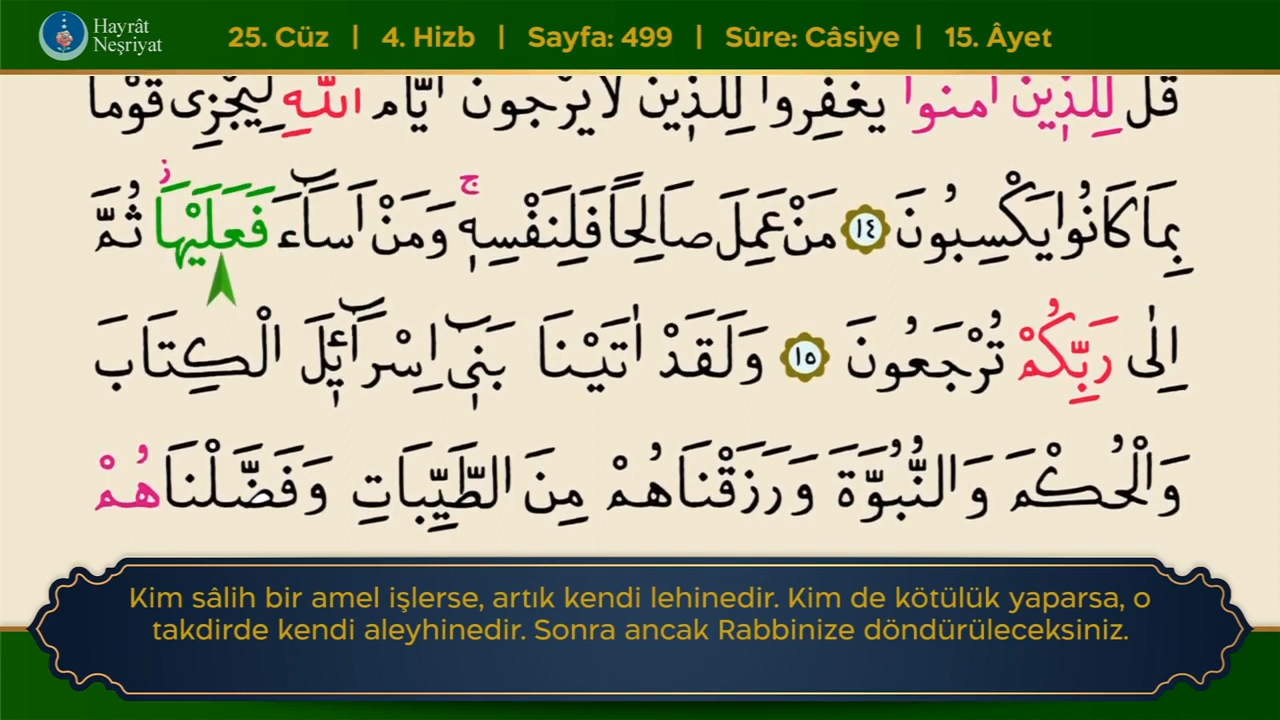 Hayrât
Neşriyat
25. Cüz | 4. Hizb | Sayfa: 499 | Sûre: Câsiye | 15. Âyet
قُلْ لِلَّذٖينَ اٰمَنُوا يَغْفِرُوا لِلَّذٖينَ لَا يَرْجُونَ اَيَّامَ اللّٰهِ لِيَجْزِىَ قَوْمًا
بِمَا كَانُوا يَكْسِبُونَ ﴿١٤﴾ مَنْ عَمِلَ صَالِحًا فَلِنَفْسِهٖۚ وَمَنْ اَسَٓاءَ فَعَلَيْهَاؗ ثُمَّ
اِلٰى رَبِّكُمْ تُرْجَعُونَ ﴿١٥﴾ وَلَقَدْ اٰتَيْنَا بَنٖٓى اِسْرَٓائٖلَ الْكِتَابَ
وَالْحُكْمَ وَالنُّبُوَّةَ وَرَزَقْنَاهُمْ مِنَ الطَّيِّبَاتِ وَفَضَّلْنَاهُمْ
Kim sâlih bir amel işlerse, artık kendi lehinedir. Kim de kötülük yaparsa, o
takdirde kendi aleyhinedir. Sonra ancak Rabbinize döndürüleceksiniz.